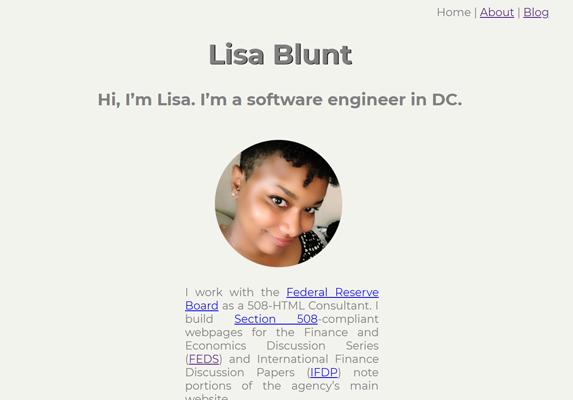 Home | About | Blog
Lisa Blunt
Hi, I’m Lisa. I’m a software engineer in DC.
I work with the Federal Reserve
Board as a 508-HTML Consultant. I
build Section 508-compliant
webpages for the Finance and
Economics Discussion Series
(FEDS) and International Finance
Discussion Papers (IFDP) note
portions of the agency’s main
website.